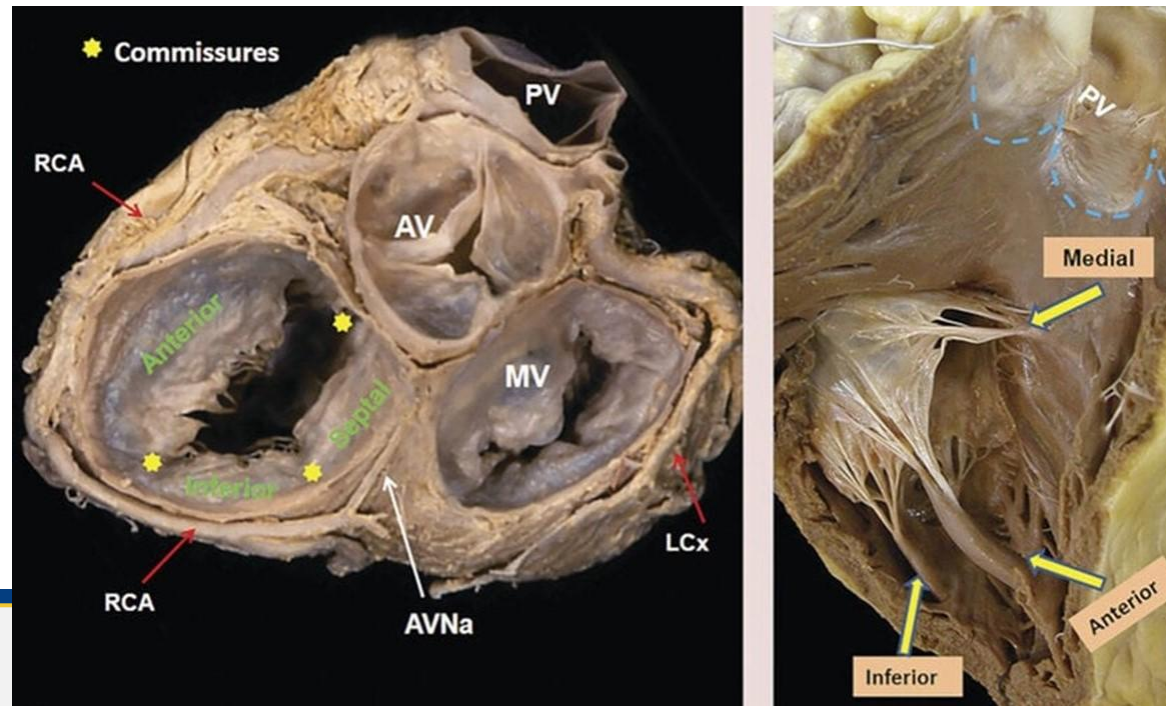 Commissures
PV
RCA
AV
Anterior
MV
Septal
Inferior
LCx
RCA
AVNa
PV
Medial
Anterior
Inferior